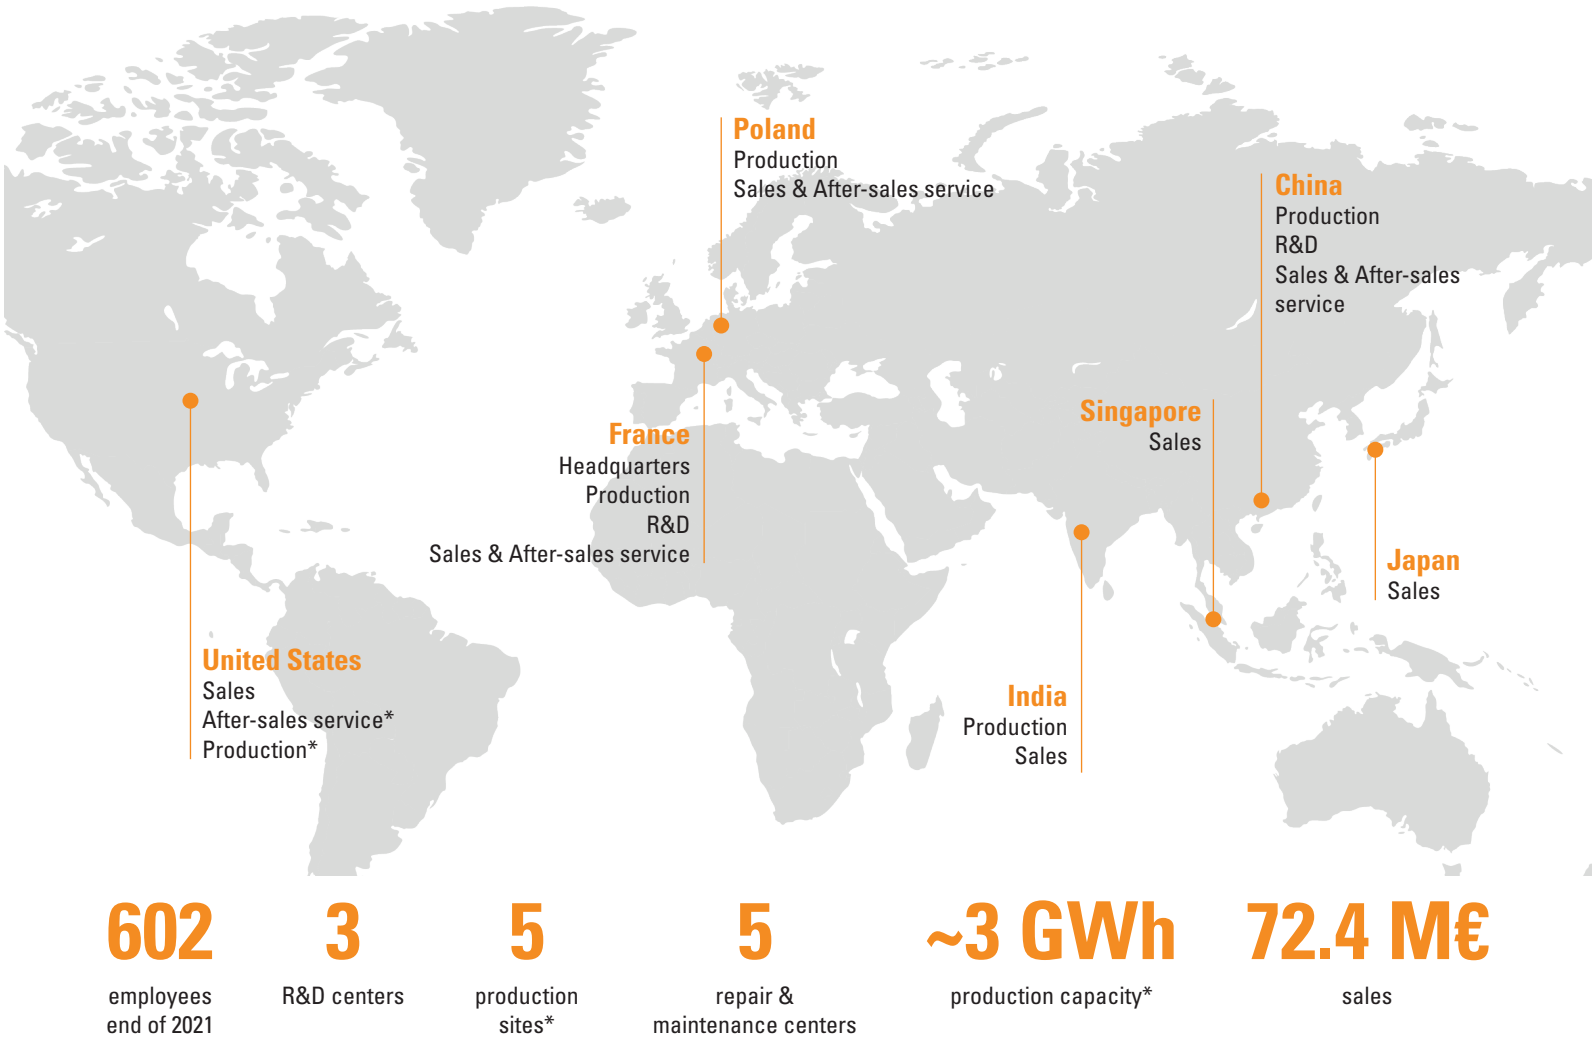 Poland
Production
Sales & After-sales service
China
Production
R&D
Sales & After-sales
service
Singapore
Sales
France
Headquarters
Production
R&D
Sales & After-sales service
Japan
Sales
United States
Sales
After-sales service*
Production*
India
Production
Sales
602
employees
end of 2021
3
R&D centers
5
production
sites*
5
repair &
maintenance centers
~3 GWh
production capacity*
72.4 M€
sales